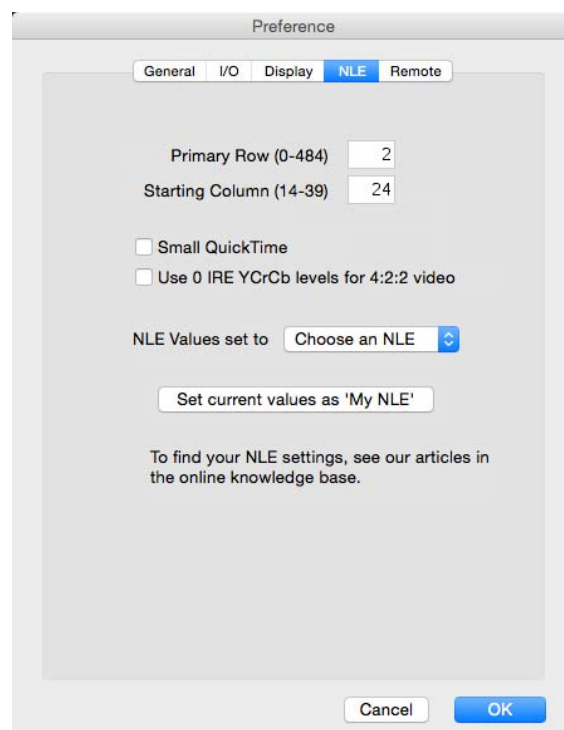 Preference
General I/O Display NLE Remote
Primary Row (0-484) 2
Starting Column (14-39) 24
Small QuickTime
Use 0 IRE YCrCb levels for 4:2:2 video
NLE Values set to Choose an NLE
Set current values as 'My NLE'
To find your NLE settings, see our articles in
the online knowledge base.
Cancel OK